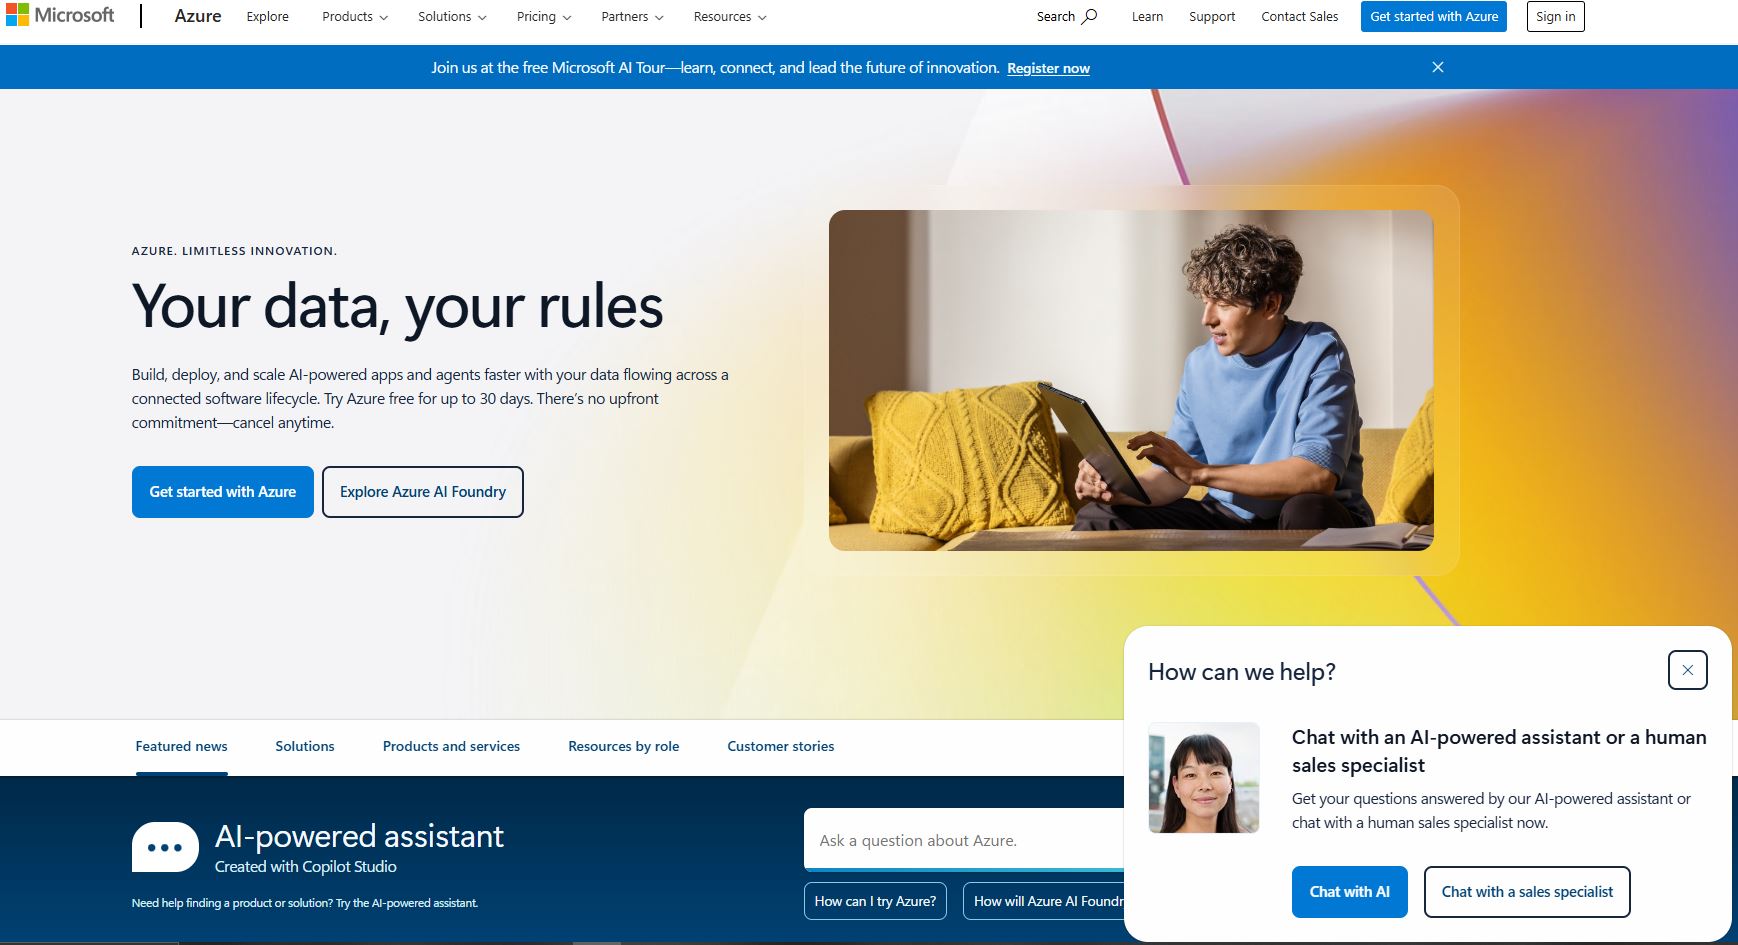 Microsoft
Azure
Explore
Products
Solutions
Pricing
Partners
Resources
Search
Learn
Support
Contact Sales
Get started with Azure
Sign in
Join us at the free Microsoft AI Tour—learn, connect, and lead the future of innovation. Register now
AZURE. LIMITLESS INNOVATION.
Your data, your rules
Build, deploy, and scale AI-powered apps and agents faster with your data flowing across a
connected software lifecycle. Try Azure free for up to 30 days. There’s no upfront
commitment—cancel anytime.
Get started with Azure
Explore Azure AI Foundry
Featured news
Solutions
Products and services
Resources by role
Customer stories
AI-powered assistant
Created with Copilot Studio
Need help finding a product or solution? Try the AI-powered assistant.
Ask a question about Azure.
How can I try Azure?
How will Azure AI Foundr
How can we help?
Chat with an AI-powered assistant or a human
sales specialist
Get your questions answered by our AI-powered assistant or
chat with a human sales specialist now.
Chat with AI
Chat with a sales specialist